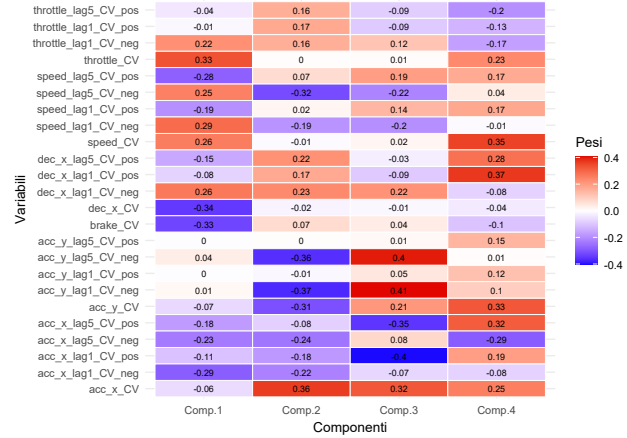 throttle_lag5_CV_pos -0.04 0.16 -0.09 -0.2
throttle_lag1_CV_pos -0.01 0.17 -0.09 -0.13
throttle_lag1_CV_neg 0.22 0.16 0.12 -0.17
throttle_CV 0.33 0 0.01 0.23
speed_lag5_CV_pos -0.28 0.07 0.19 0.17
speed_lag5_CV_neg 0.25 -0.32 -0.22 0.04
speed_lag1_CV_pos -0.19 0.02 0.14 0.17
speed_lag1_CV_neg 0.29 -0.19 -0.2 -0.01
speed_CV 0.26 -0.01 0.02 0.35
dec_x_lag5_CV_pos -0.15 0.22 -0.03 0.28
dec_x_lag1_CV_pos -0.08 0.17 -0.09 0.37
dec_x_lag1_CV_neg 0.26 0.23 0.22 -0.08
dec_x_CV -0.34 -0.02 -0.01 -0.04
brake_CV -0.33 0.07 0.04 -0.1
acc_y_lag5_CV_pos 0 0 0.01 0.15
acc_y_lag5_CV_neg 0.04 -0.36 0.4 0.01
acc_y_lag1_CV_pos 0 -0.01 0.05 0.12
acc_y_lag1_CV_neg 0.01 -0.37 0.41 0.1
acc_y_CV -0.07 -0.31 0.21 0.33
acc_x_lag5_CV_pos -0.18 -0.08 -0.35 0.32
acc_x_lag5_CV_neg -0.23 -0.24 0.08 -0.29
acc_x_lag1_CV_pos -0.11 -0.18 -0.4 0.19
acc_x_lag1_CV_neg -0.29 -0.22 -0.07 -0.08
acc_x_CV -0.06 0.36 0.32 0.25
Comp.1 Comp.2 Comp.3 Comp.4
Componenti
Variabili
Pesi
0.4
0.2
0.0
-0.2
-0.4